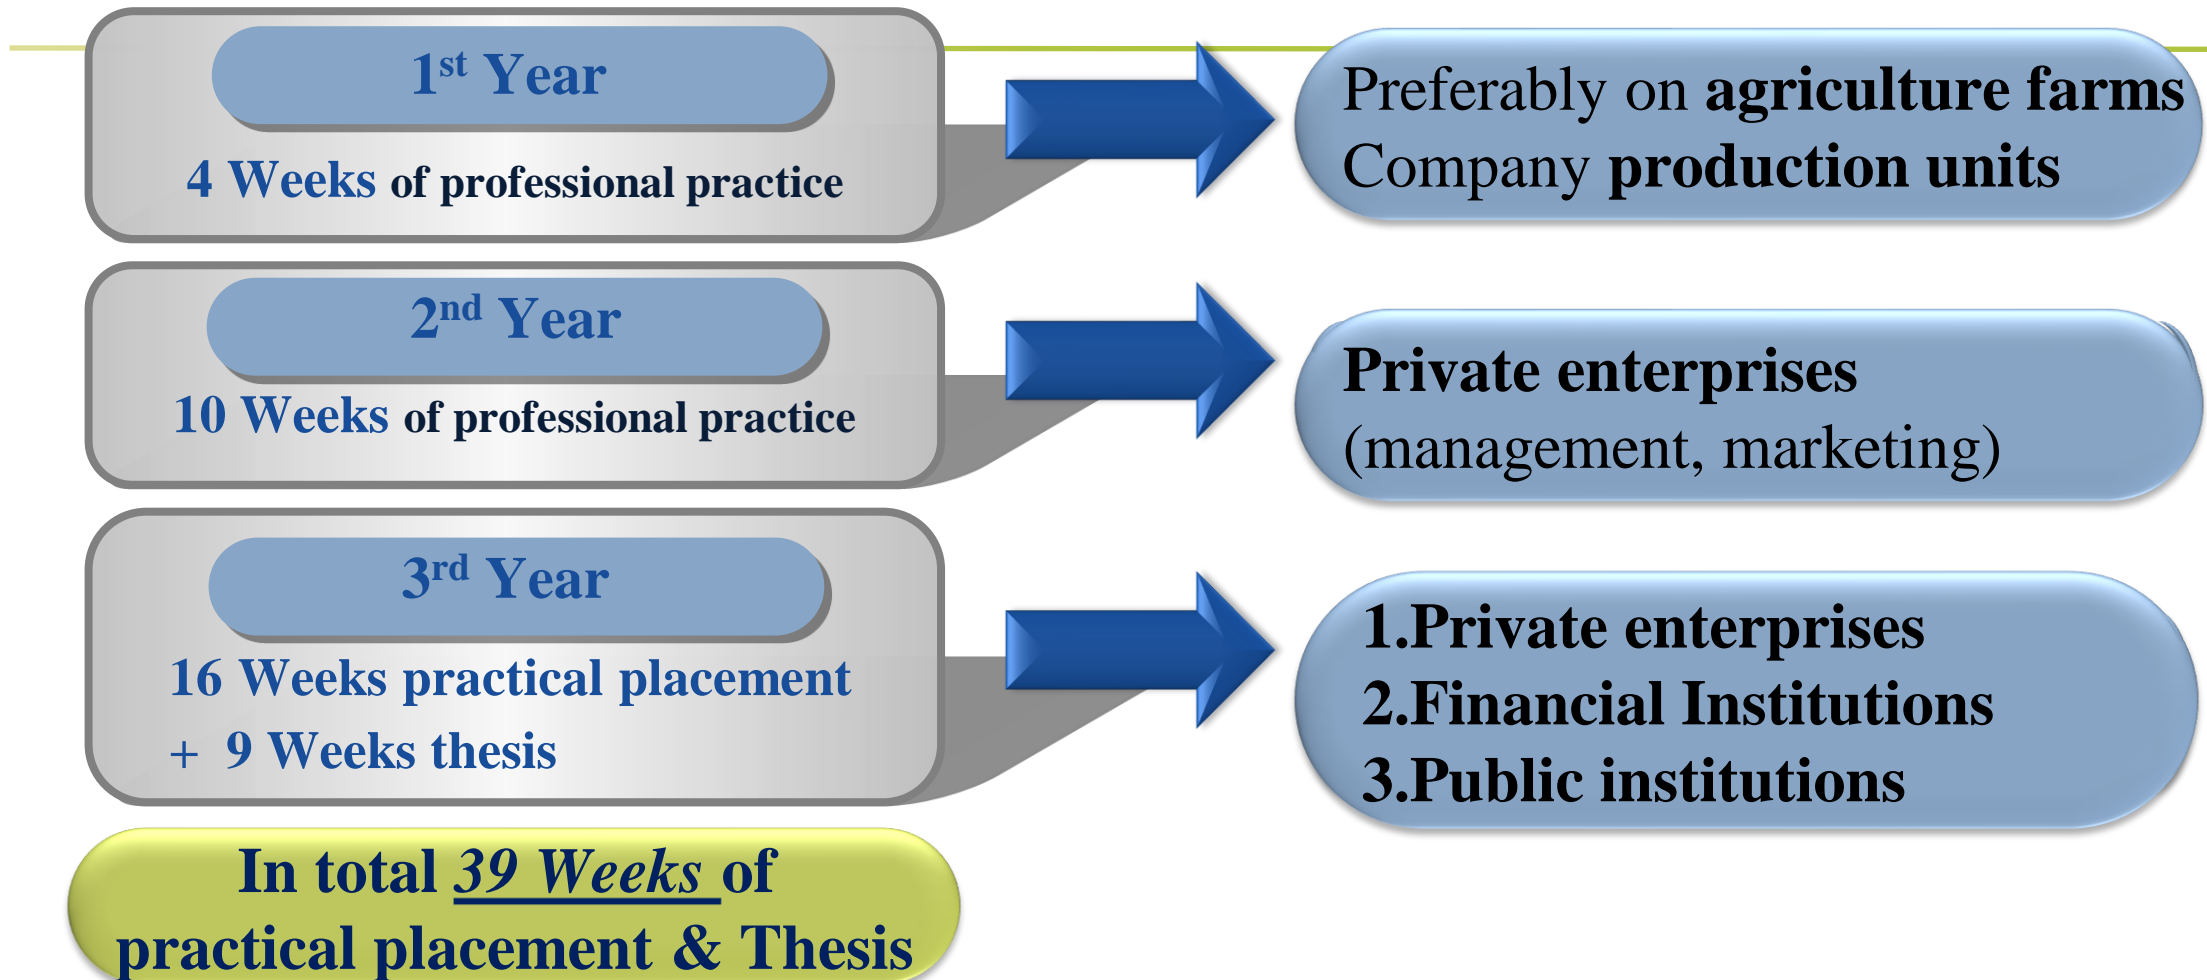 1st Year
4 Weeks of professional practice
Preferably on agriculture farms
Company production units
2nd Year
10 Weeks of professional practice
Private enterprises
(management, marketing)
3rd Year
16 Weeks practical placement
+ 9 Weeks thesis
1.Private enterprises
2.Financial Institutions
3.Public institutions
In total 39 Weeks of
practical placement & Thesis